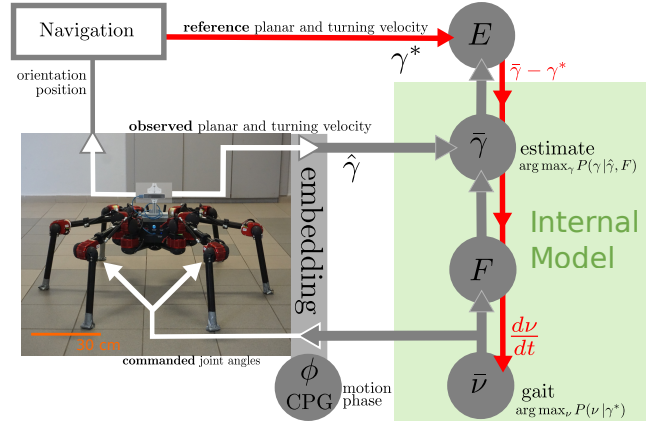 Navigation
reference planar and turning velocity
γ*
E
orientation
position
γ̄ − γ*
observed planar and turning velocity
γ̂
γ̄
estimate
arg max_γ P(γ|γ̂, F)
embedding
Internal
Model
F
30 cm
dν/dt
commanded joint angles
ϕ
CPG
motion
phase
ν̄
gait
arg max_ν P(ν|γ*)